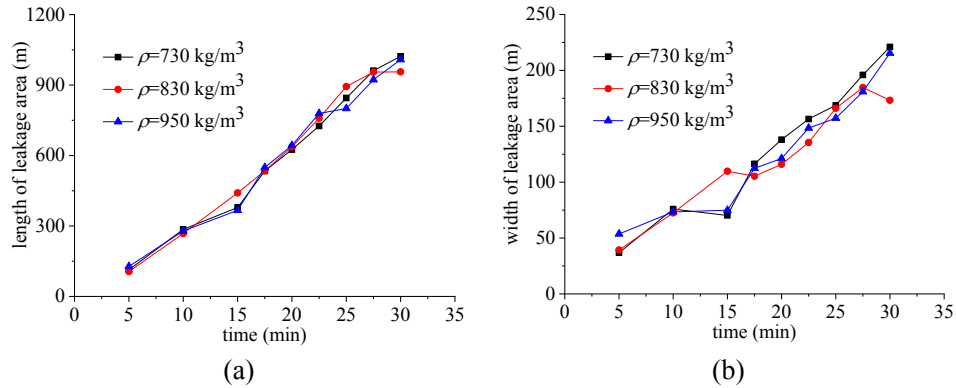 1200
900
600
300
0
length of leakage area (m)
ρ=730 kg/m³
ρ=830 kg/m³
ρ=950 kg/m³
0 5 10 15 20 25 30 35
time (min)
(a)
250
200
150
100
50
0
width of leakage area (m)
ρ=730 kg/m³
ρ=830 kg/m³
ρ=950 kg/m³
0 5 10 15 20 25 30 35
time (min)
(b)